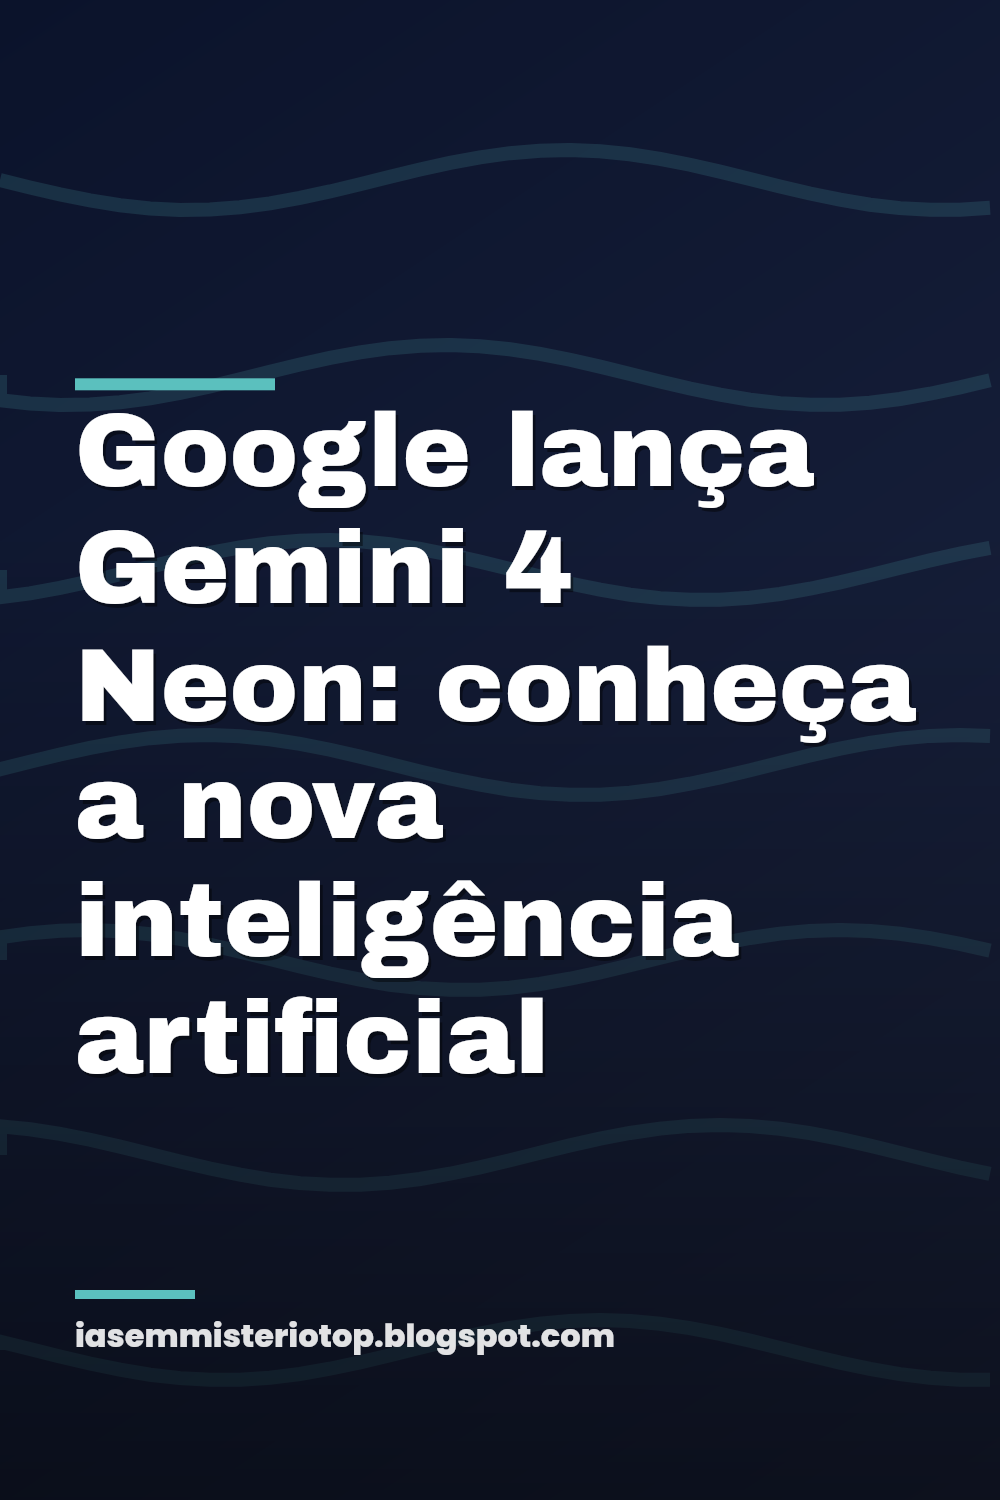 Google lança
Gemini 4
Neon: conheça
a nova
inteligência
artificial
iasemmisteriotop.blogspot.com